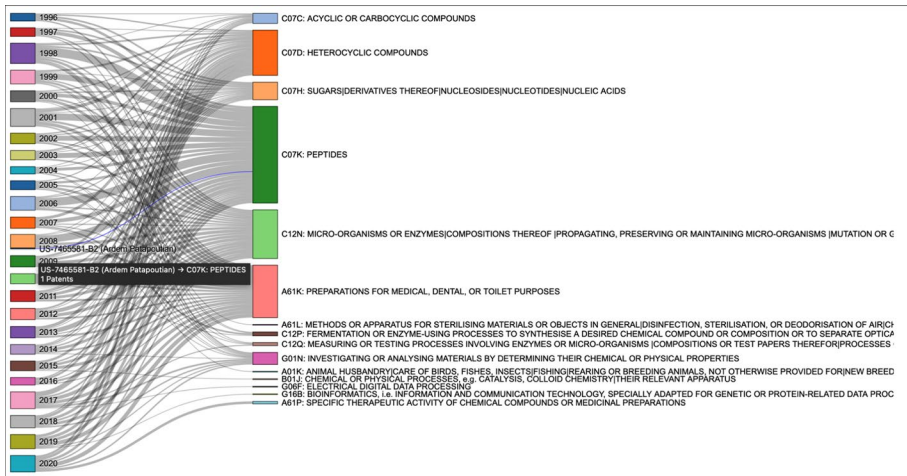 1996
1997
1998
1999
2000
2001
2002
2003
2004
2005
2006
2007
2008
US-7465581-B2 (Ardem Patapoutian)
2009
US-7465581-B2 (Ardem Patapoutian) → C07K: PEPTIDES
1 Patents
2011
2012
2013
2014
2015
2016
2017
2018
2019
2020
C07C: ACYCLIC OR CARBOCYCLIC COMPOUNDS
C07D: HETEROCYCLIC COMPOUNDS
C07H: SUGARS|DERIVATIVES THEREOF|NUCLEOSIDES|NUCLEOTIDES|NUCLEIC ACIDS
C07K: PEPTIDES
C12N: MICRO-ORGANISMS OR ENZYMES|COMPOSITIONS THEREOF |PROPAGATING, PRESERVING OR MAINTAINING MICRO-ORGANISMS |MUTATION OR G
A61K: PREPARATIONS FOR MEDICAL, DENTAL, OR TOILET PURPOSES
A61L: METHODS OR APPARATUS FOR STERILISING MATERIALS OR OBJECTS IN GENERAL|DISINFECTION, STERILISATION, OR DEODORISATION OF AIR|CH
C12P: FERMENTATION OR ENZYME-USING PROCESSES TO SYNTHESISE A DESIRED CHEMICAL COMPOUND OR COMPOSITION OR TO SEPARATE OPTICA
C12Q: MEASURING OR TESTING PROCESSES INVOLVING ENZYMES OR MICRO-ORGANISMS |COMPOSITIONS OR TEST PAPERS THEREFOR|PROCESSES
G01N: INVESTIGATING OR ANALYSING MATERIALS BY DETERMINING THEIR CHEMICAL OR PHYSICAL PROPERTIES
A01K: ANIMAL HUSBANDRY|CARE OF BIRDS, FISHES, INSECTS|FISHING|REARING OR BREEDING ANIMALS, NOT OTHERWISE PROVIDED FOR|NEW BREED
B01J: CHEMICAL OR PHYSICAL PROCESSES, e.g. CATALYSIS, COLLOID CHEMISTRY|THEIR RELEVANT APPARATUS
G06F: ELECTRICAL DIGITAL DATA PROCESSING
G16B: BIOINFORMATICS, i.e. INFORMATION AND COMMUNICATION TECHNOLOGY, SPECIALLY ADAPTED FOR GENETIC OR PROTEIN-RELATED DATA PROC
A61P: SPECIFIC THERAPEUTIC ACTIVITY OF CHEMICAL COMPOUNDS OR MEDICINAL PREPARATIONS